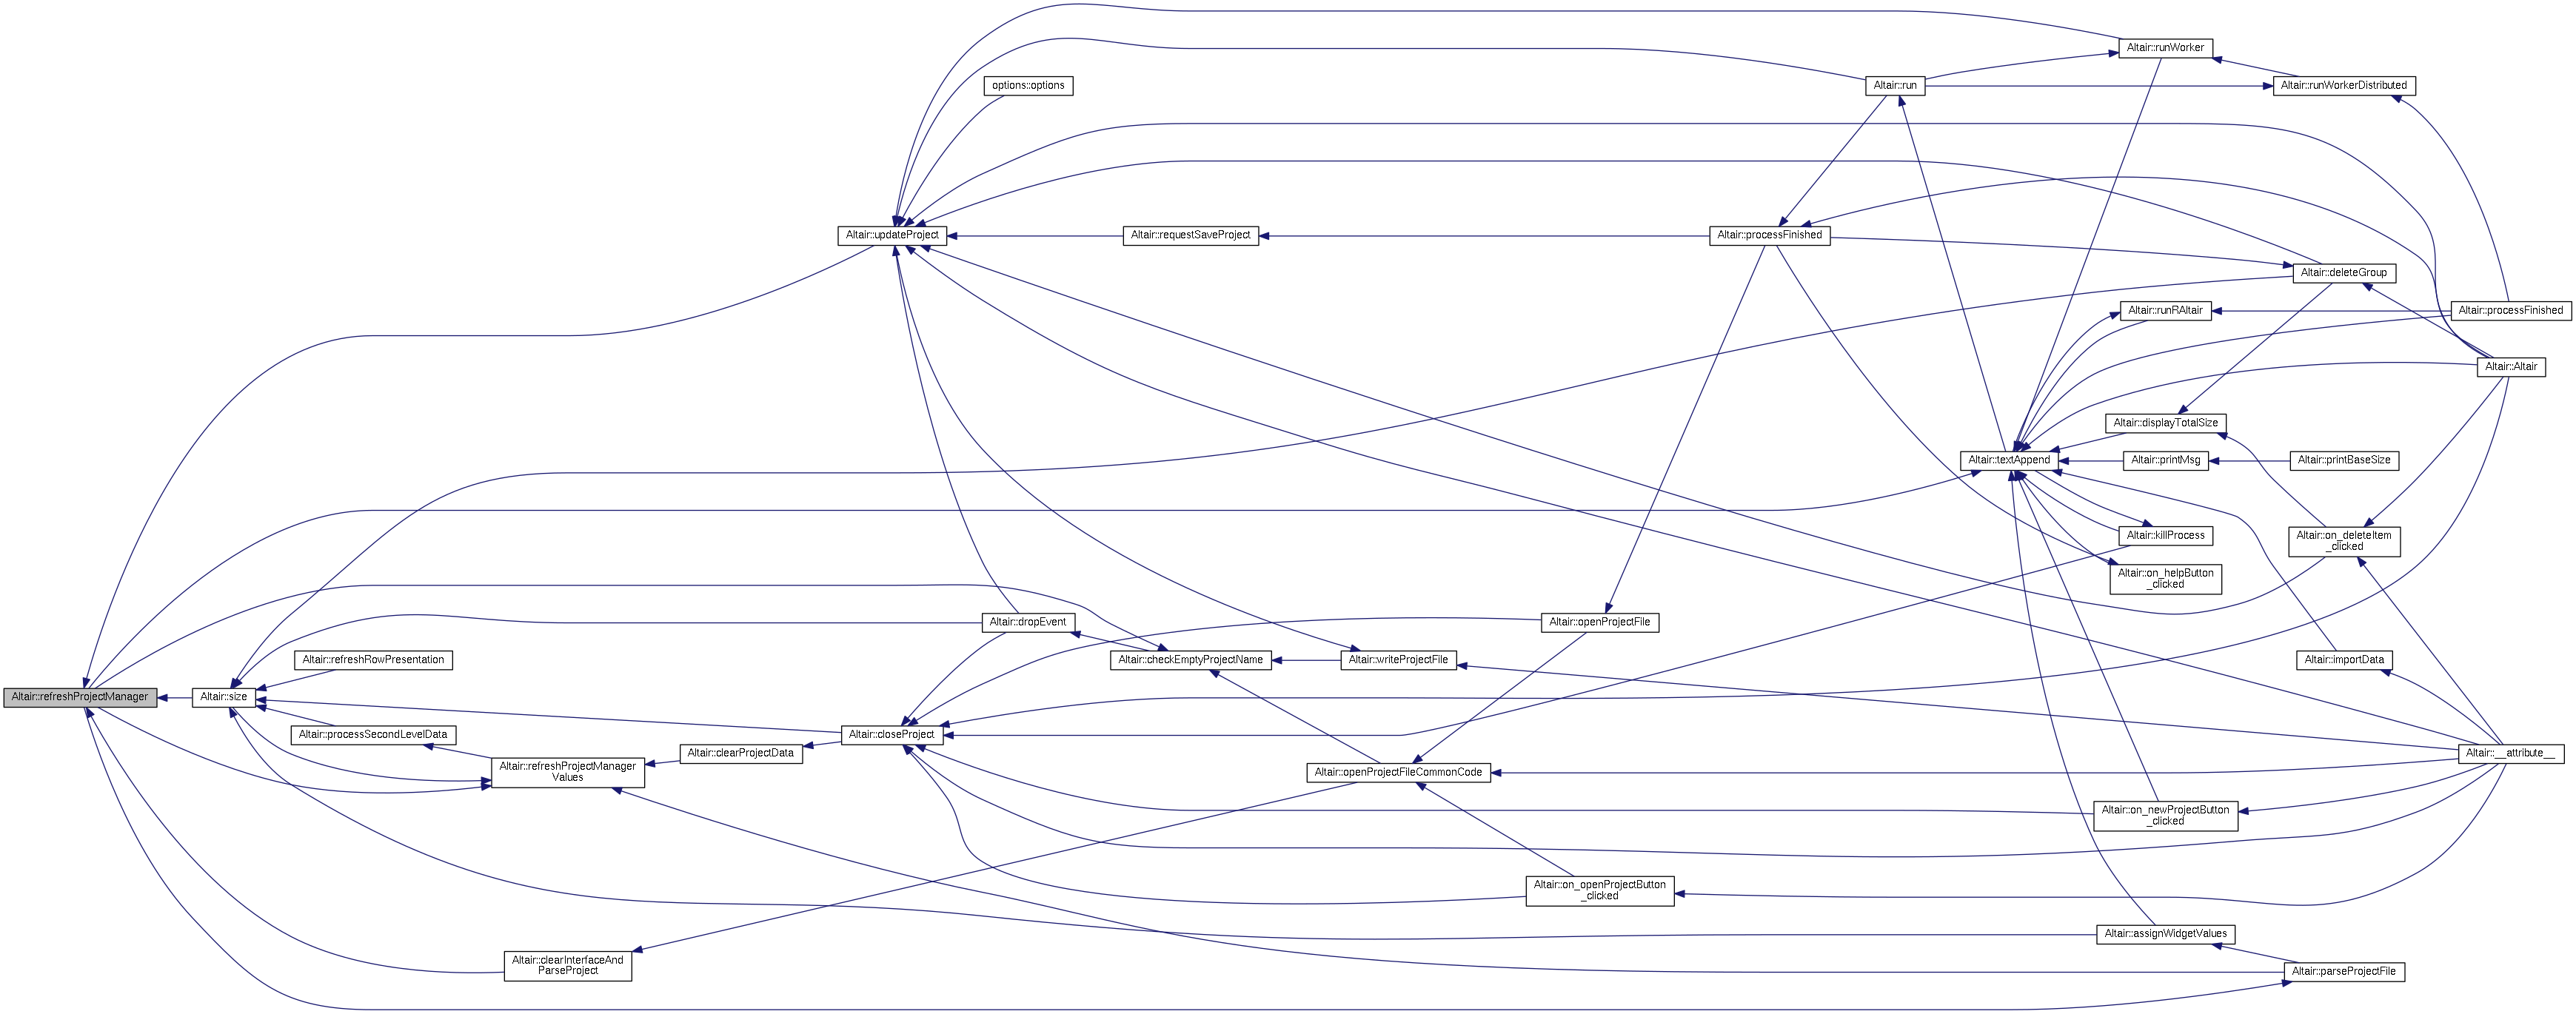 Altair::runWorker
options::options
Altair::run
Altair::runWorkerDistributed
Altair::updateProject
Altair::requestSaveProject
Altair::processFinished
Altair::deleteGroup
Altair::runRAltair
Altair::processFinished
Altair::Altair
Altair::displayTotalSize
Altair::textAppend
Altair::printMsg
Altair::printBaseSize
Altair::killProcess
Altair::on_deleteItem
_clicked
Altair::on_helpButton
_clicked
Altair::dropEvent
Altair::openProjectFile
Altair::refreshRowPresentation
Altair::checkEmptyProjectName
Altair::writeProjectFile
Altair::importData
Altair::refreshProjectManager
Altair::size
Altair::processSecondLevelData
Altair::closeProject
Altair::clearProjectData
Altair::__attribute__
Altair::refreshProjectManager
Values
Altair::openProjectFileCommonCode
Altair::on_newProjectButton
_clicked
Altair::on_openProjectButton
_clicked
Altair::assignWidgetValues
Altair::clearInterfaceAnd
ParseProject
Altair::parseProjectFile